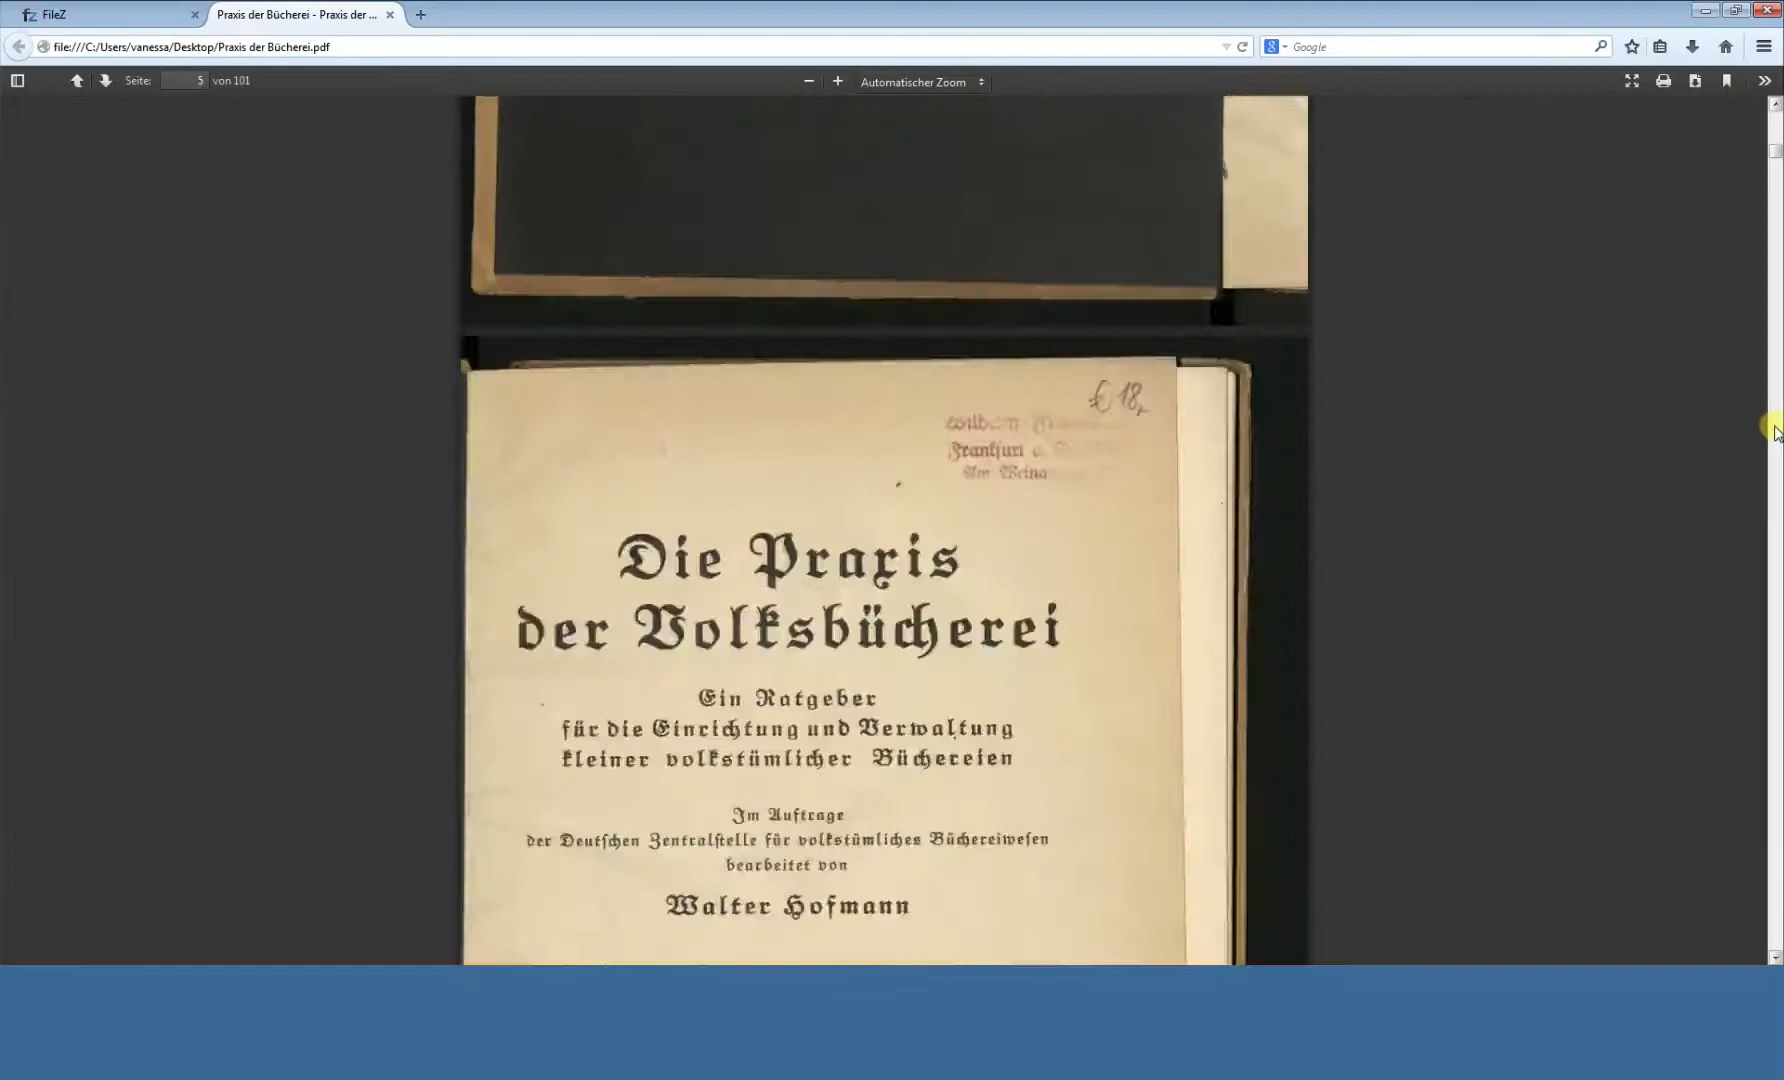 FileZ
Praxis der Bücherei - Praxis der ...
file:///C:/Users/vanessa/Desktop/Praxis der Bücherei.pdf
Google
Seite:
5
von 101
Automatischer Zoom
€ 18,
Am
Die Praxis
der Volksbücherei
Ein Ratgeber
für die Einrichtung und Verwaltung
kleiner volkstümlicher Büchereien
Im Auftrage
der Deutſchen Zentralſtelle für volkstümliches Büchereiweſen
bearbeitet von
Walter Hofmann